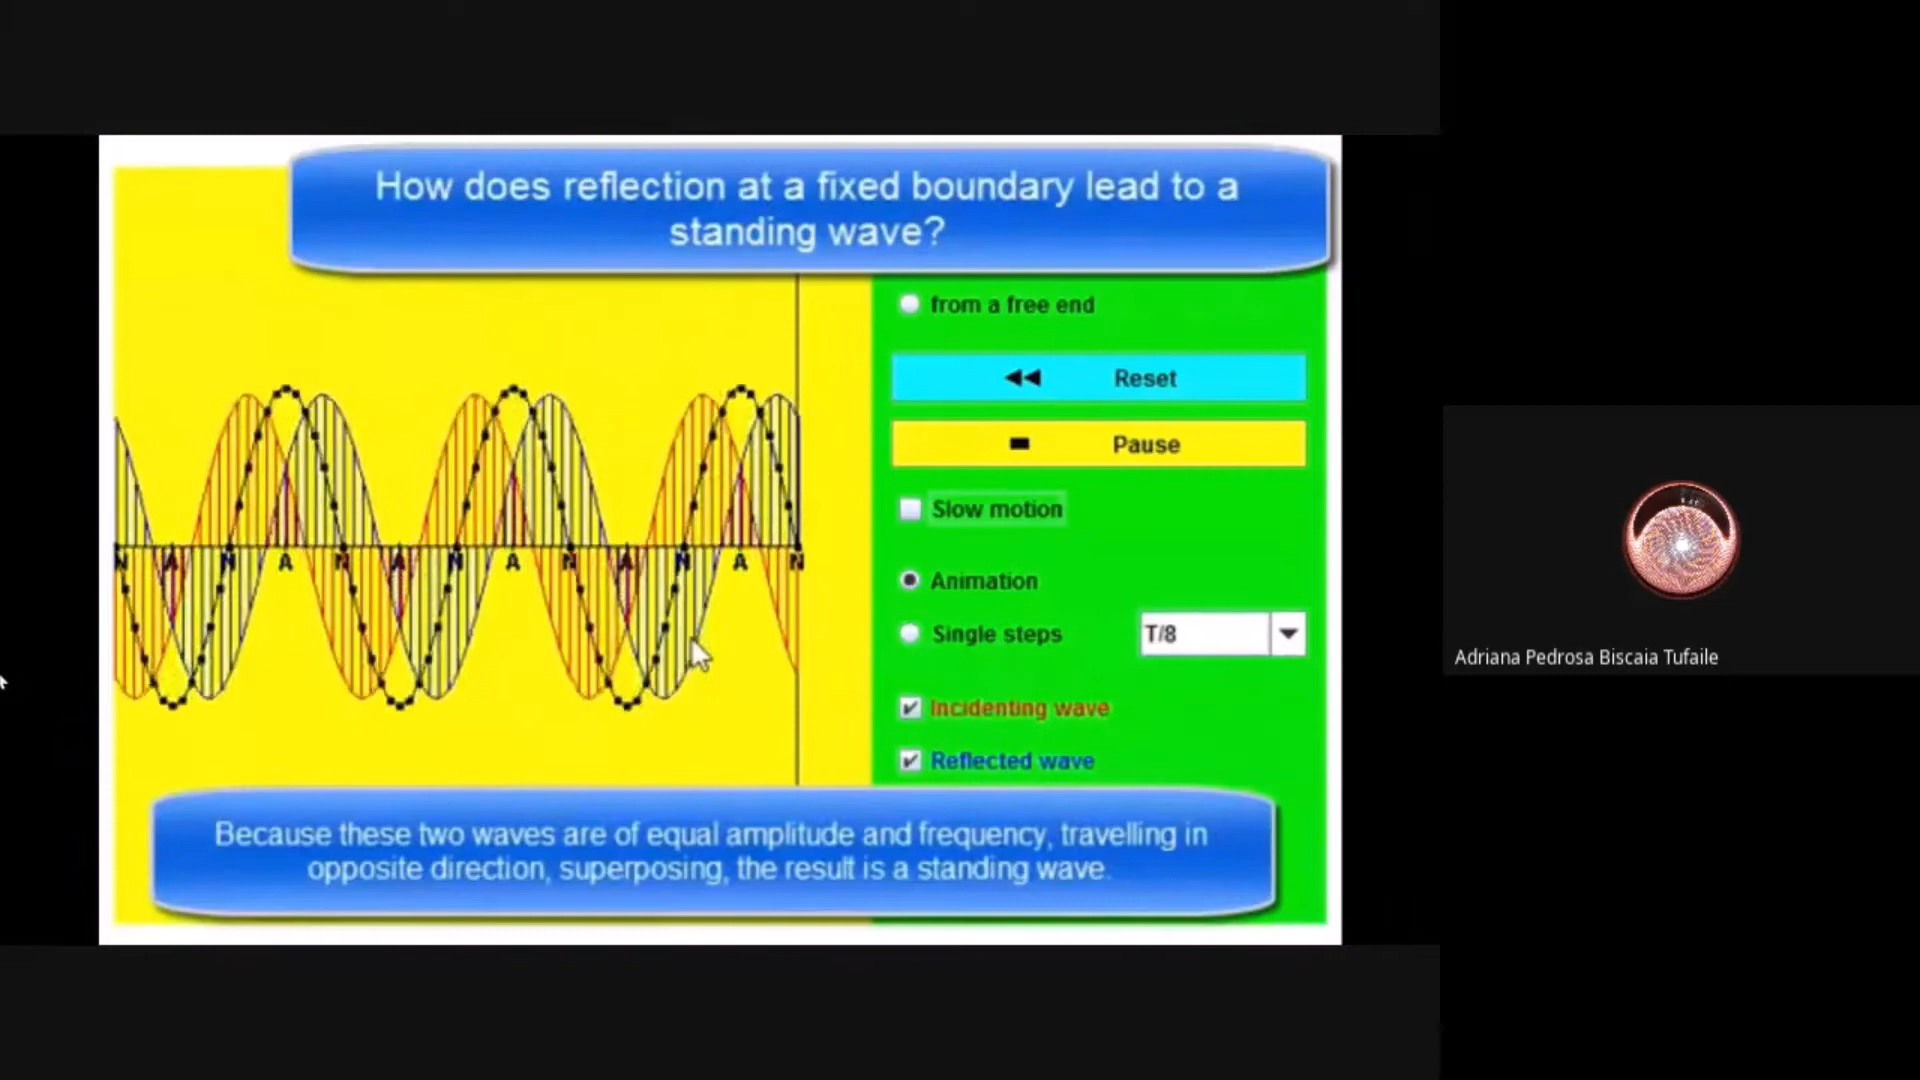 How does reflection at a fixed boundary lead to a
standing wave?
from a free end
Reset
Pause
Slow motion
N A N A N A N A N A N A N
Animation
Single steps T/8
Adriana Pedrosa Biscaia Tufaile
Incidenting wave
Reflected wave
Because these two waves are of equal amplitude and frequency, travelling in
opposite direction, superposing, the result is a standing wave.